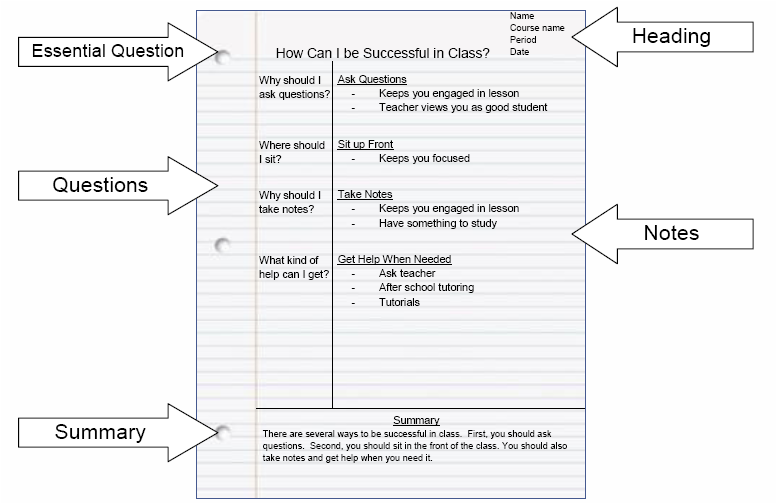 Name
Course name
Period
Date
Heading
Essential Question
How Can I be Successful in Class?
Why should I
ask questions?
Ask Questions
- Keeps you engaged in lesson
- Teacher views you as good student
Where should
I sit?
Sit up Front
- Keeps you focused
Questions
Why should I
take notes?
Take Notes
- Keeps you engaged in lesson
- Have something to study
Notes
What kind of
help can I get?
Get Help When Needed
- Ask teacher
- After school tutoring
- Tutorials
Summary
Summary
There are several ways to be successful in class. First, you should ask
questions. Second, you should sit in the front of the class. You should also
take notes and get help when you need it.